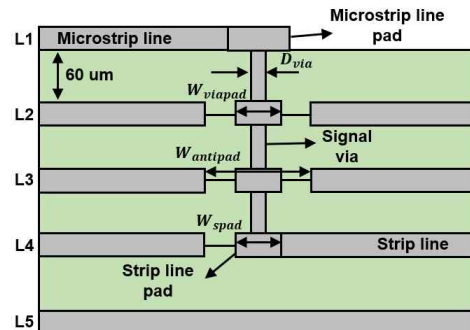 Microstrip line
pad
L1
Microstrip line
60 um
D_via
W_viapad
L2
Signal
via
W_antipad
L3
W_spad
L4
Strip line
Strip line
pad
L5